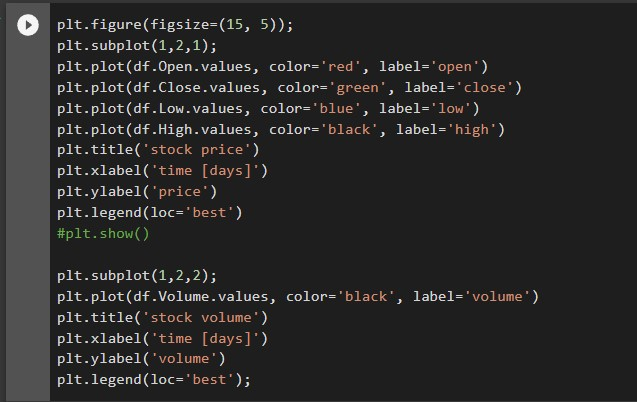 plt.figure(figsize=(15, 5));
plt.subplot(1,2,1);
plt.plot(df.Open.values, color='red', label='open')
plt.plot(df.Close.values, color='green', label='close')
plt.plot(df.Low.values, color='blue', label='low')
plt.plot(df.High.values, color='black', label='high')
plt.title('stock price')
plt.xlabel('time [days]')
plt.ylabel('price')
plt.legend(loc='best')
#plt.show()

plt.subplot(1,2,2);
plt.plot(df.Volume.values, color='black', label='volume')
plt.title('stock volume')
plt.xlabel('time [days]')
plt.ylabel('volume')
plt.legend(loc='best');